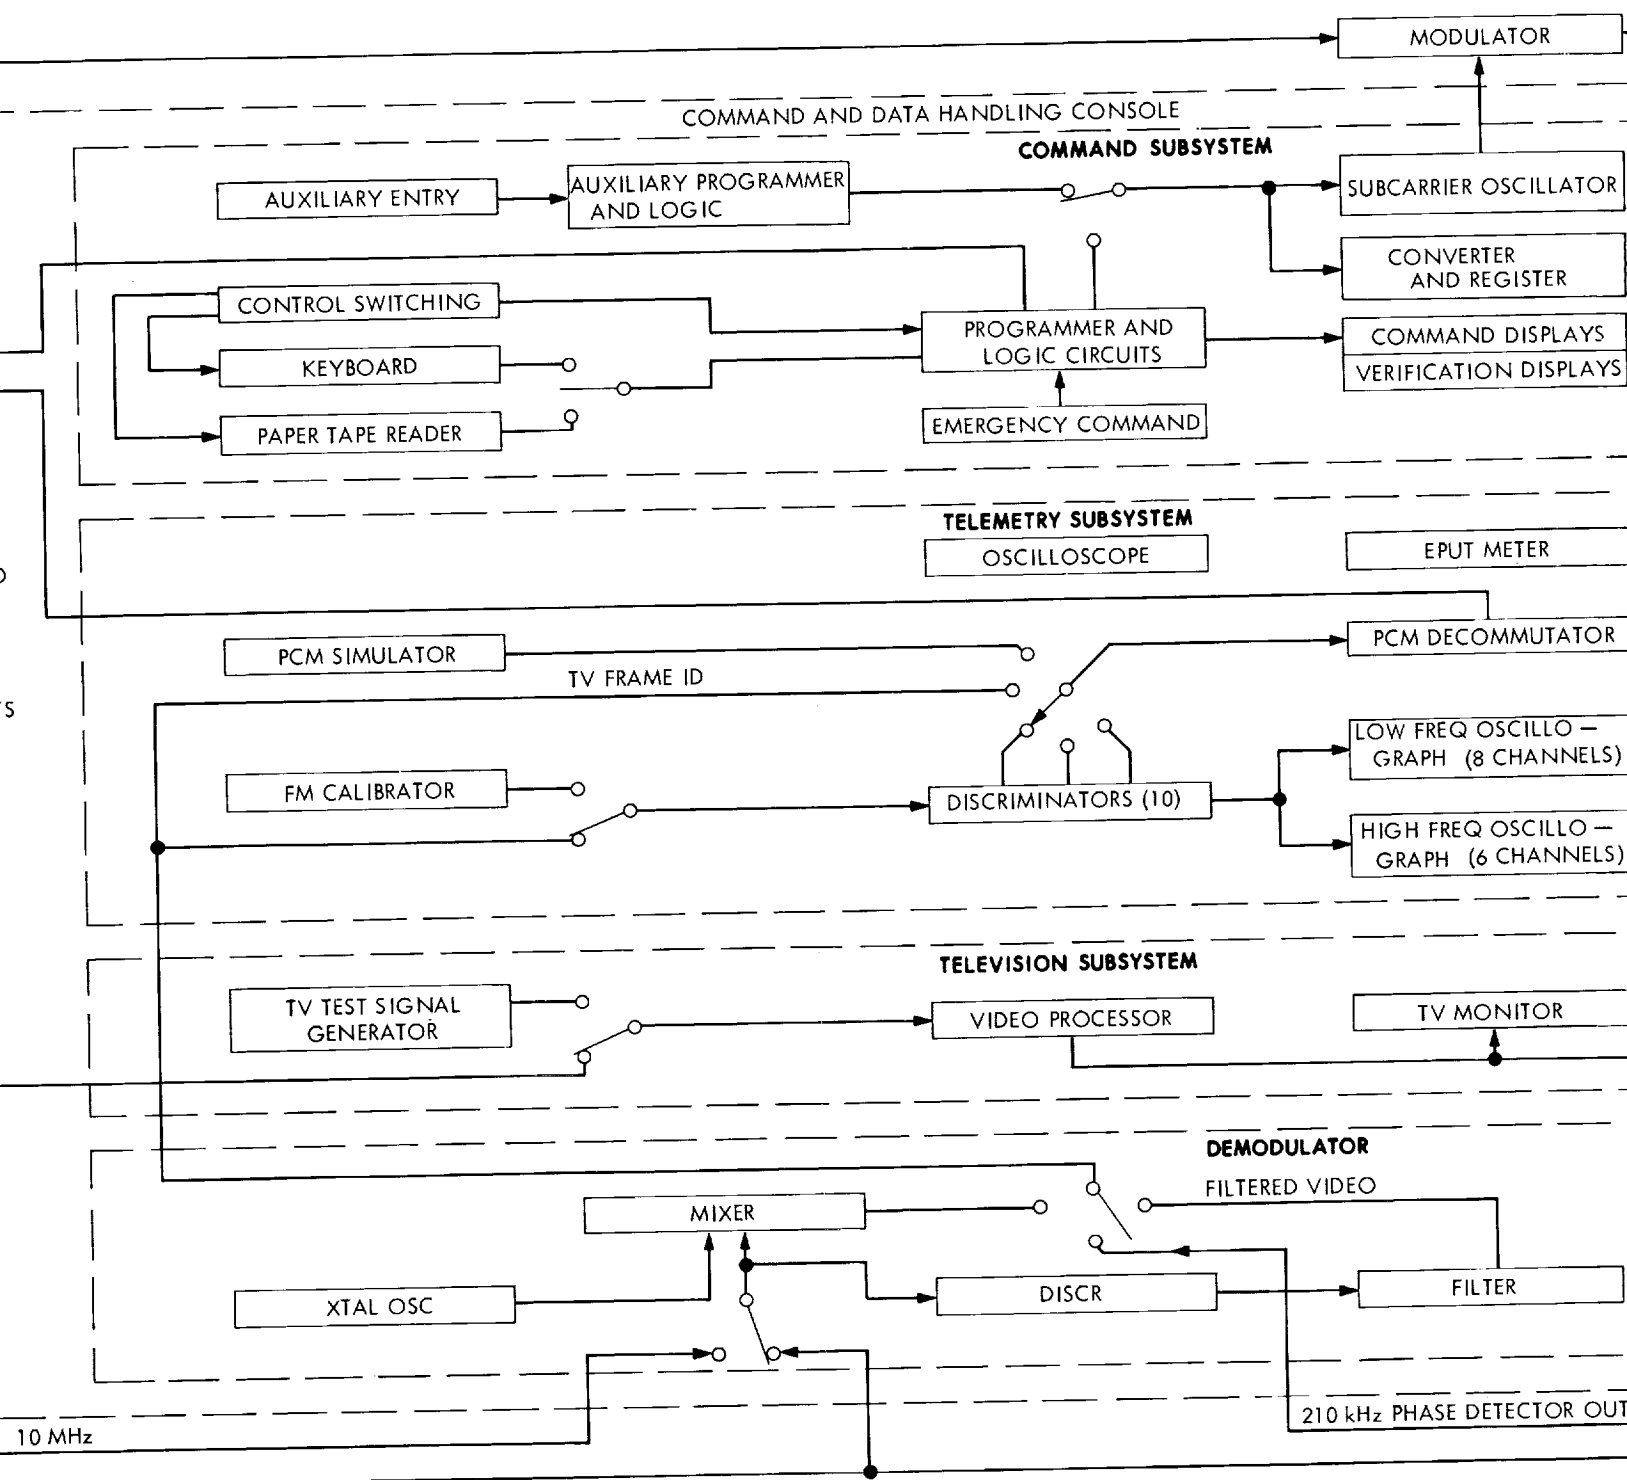 MODULATOR
COMMAND AND DATA HANDLING CONSOLE
COMMAND SUBSYSTEM
AUXILIARY ENTRY
AUXILIARY PROGRAMMER
AND LOGIC
SUBCARRIER OSCILLATOR
CONVERTER
AND REGISTER
CONTROL SWITCHING
PROGRAMMER AND
LOGIC CIRCUITS
COMMAND DISPLAYS
VERIFICATION DISPLAYS
KEYBOARD
EMERGENCY COMMAND
PAPER TAPE READER
TELEMETRY SUBSYSTEM
OSCILLOSCOPE
EPUT METER
PCM SIMULATOR
PCM DECOMMUTATOR
TV FRAME ID
LOW FREQ OSCILLO —
GRAPH (8 CHANNELS)
FM CALIBRATOR
DISCRIMINATORS (10)
HIGH FREQ OSCILLO —
GRAPH (6 CHANNELS)
TELEVISION SUBSYSTEM
TV TEST SIGNAL
GENERATOR
VIDEO PROCESSOR
TV MONITOR
DEMODULATOR
FILTERED VIDEO
MIXER
XTAL OSC
DISCR
FILTER
210 kHz PHASE DETECTOR OUT
10 MHz